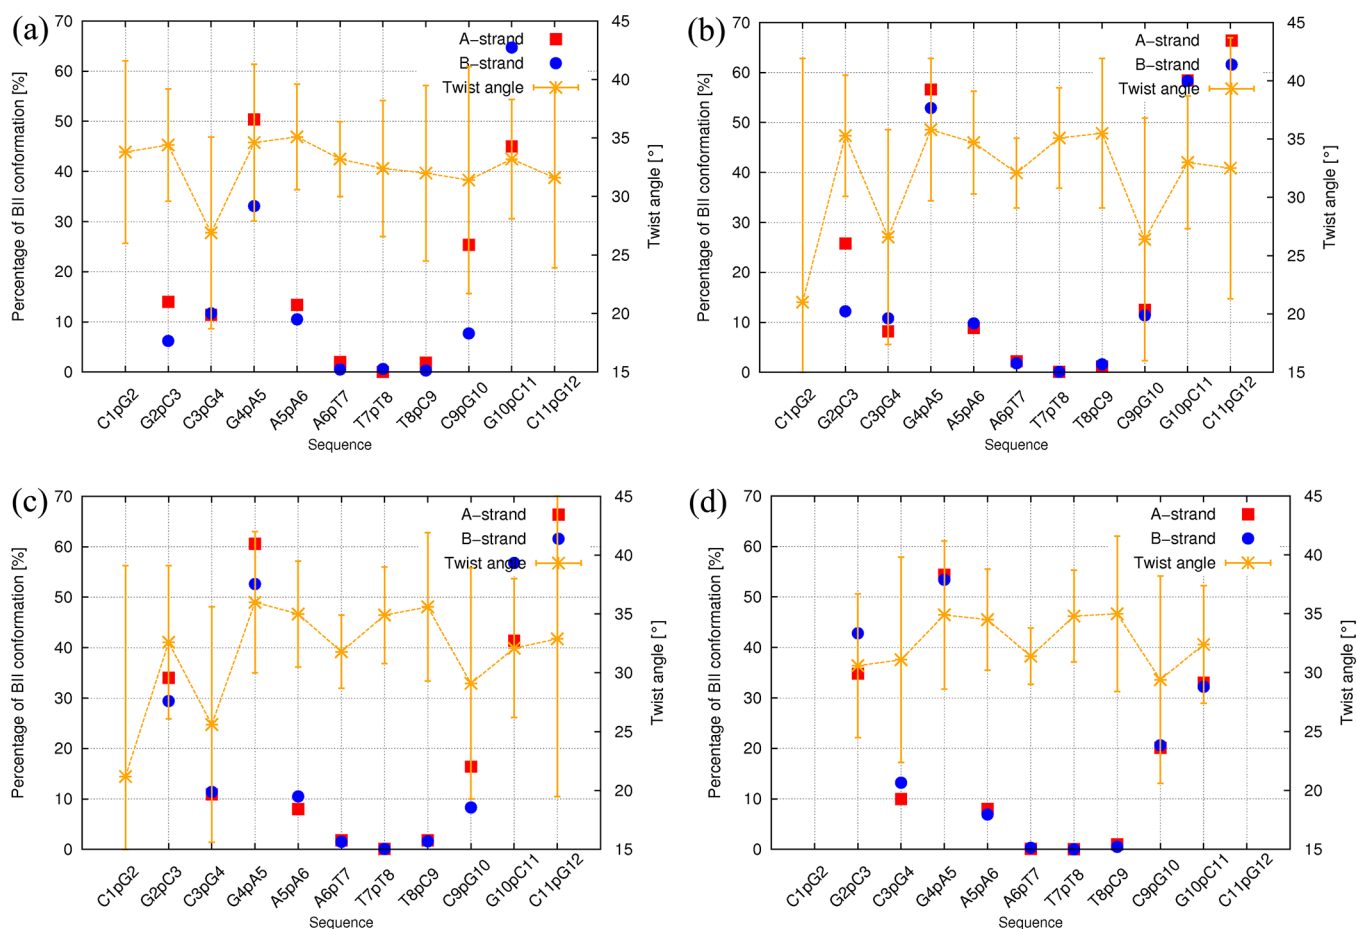 (a)
70
60
50
40
30
20
10
0
Percentage of BII conformation [%]
A-strand
B-strand
Twist angle
45
40
35
30
25
20
15
Twist angle [°]
C1pG2 G2pC3 C3pG4 G4pA5 A5pA6 A6pT7 T7pT8 T8pC9 C9pG10 G10pC11 C11pG12
Sequence
(b)
70
60
50
40
30
20
10
0
Percentage of BII conformation [%]
A-strand
B-strand
Twist angle
45
40
35
30
25
20
15
Twist angle [°]
C1pG2 G2pC3 C3pG4 G4pA5 A5pA6 A6pT7 T7pT8 T8pC9 C9pG10 G10pC11 C11pG12
Sequence
(c)
70
60
50
40
30
20
10
0
Percentage of BII conformation [%]
A-strand
B-strand
Twist angle
45
40
35
30
25
20
15
Twist angle [°]
C1pG2 G2pC3 C3pG4 G4pA5 A5pA6 A6pT7 T7pT8 T8pC9 C9pG10 G10pC11 C11pG12
Sequence
(d)
70
60
50
40
30
20
10
0
Percentage of BII conformation [%]
A-strand
B-strand
Twist angle
45
40
35
30
25
20
15
Twist angle [°]
C1pG2 G2pC3 C3pG4 G4pA5 A5pA6 A6pT7 T7pT8 T8pC9 C9pG10 G10pC11 C11pG12
Sequence